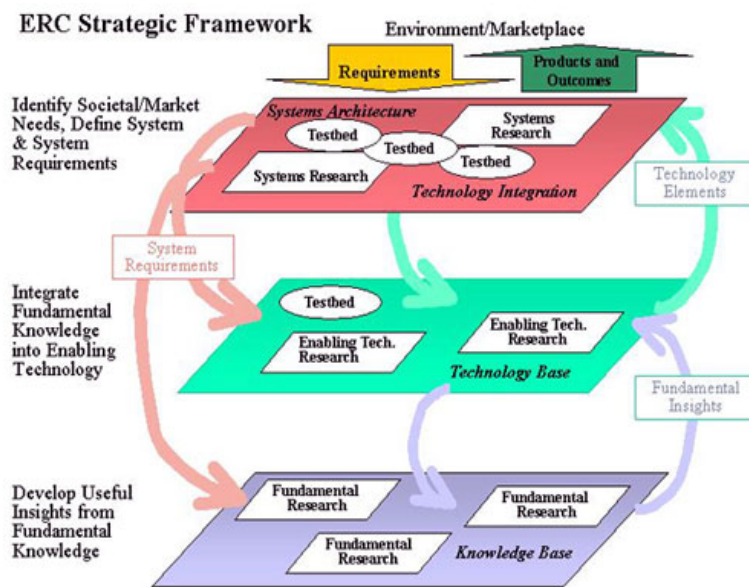 ERC Strategic Framework
Environment/Marketplace
Requirements
Products and
Outcomes
Identify Societal/Market
Needs, Define System
& System
Requirements
Systems Architecture
Testbed
Testbed
Testbed
Systems
Research
Systems Research
Technology Integration
System
Requirements
Technology
Elements
Integrate
Fundamental
Knowledge
into Enabling
Technology
Testbed
Enabling Tech.
Research
Enabling Tech.
Research
Technology Base
Fundamental
Insights
Develop Useful
Insights from
Fundamental
Knowledge
Fundamental
Research
Fundamental
Research
Fundamental
Research
Knowledge Base